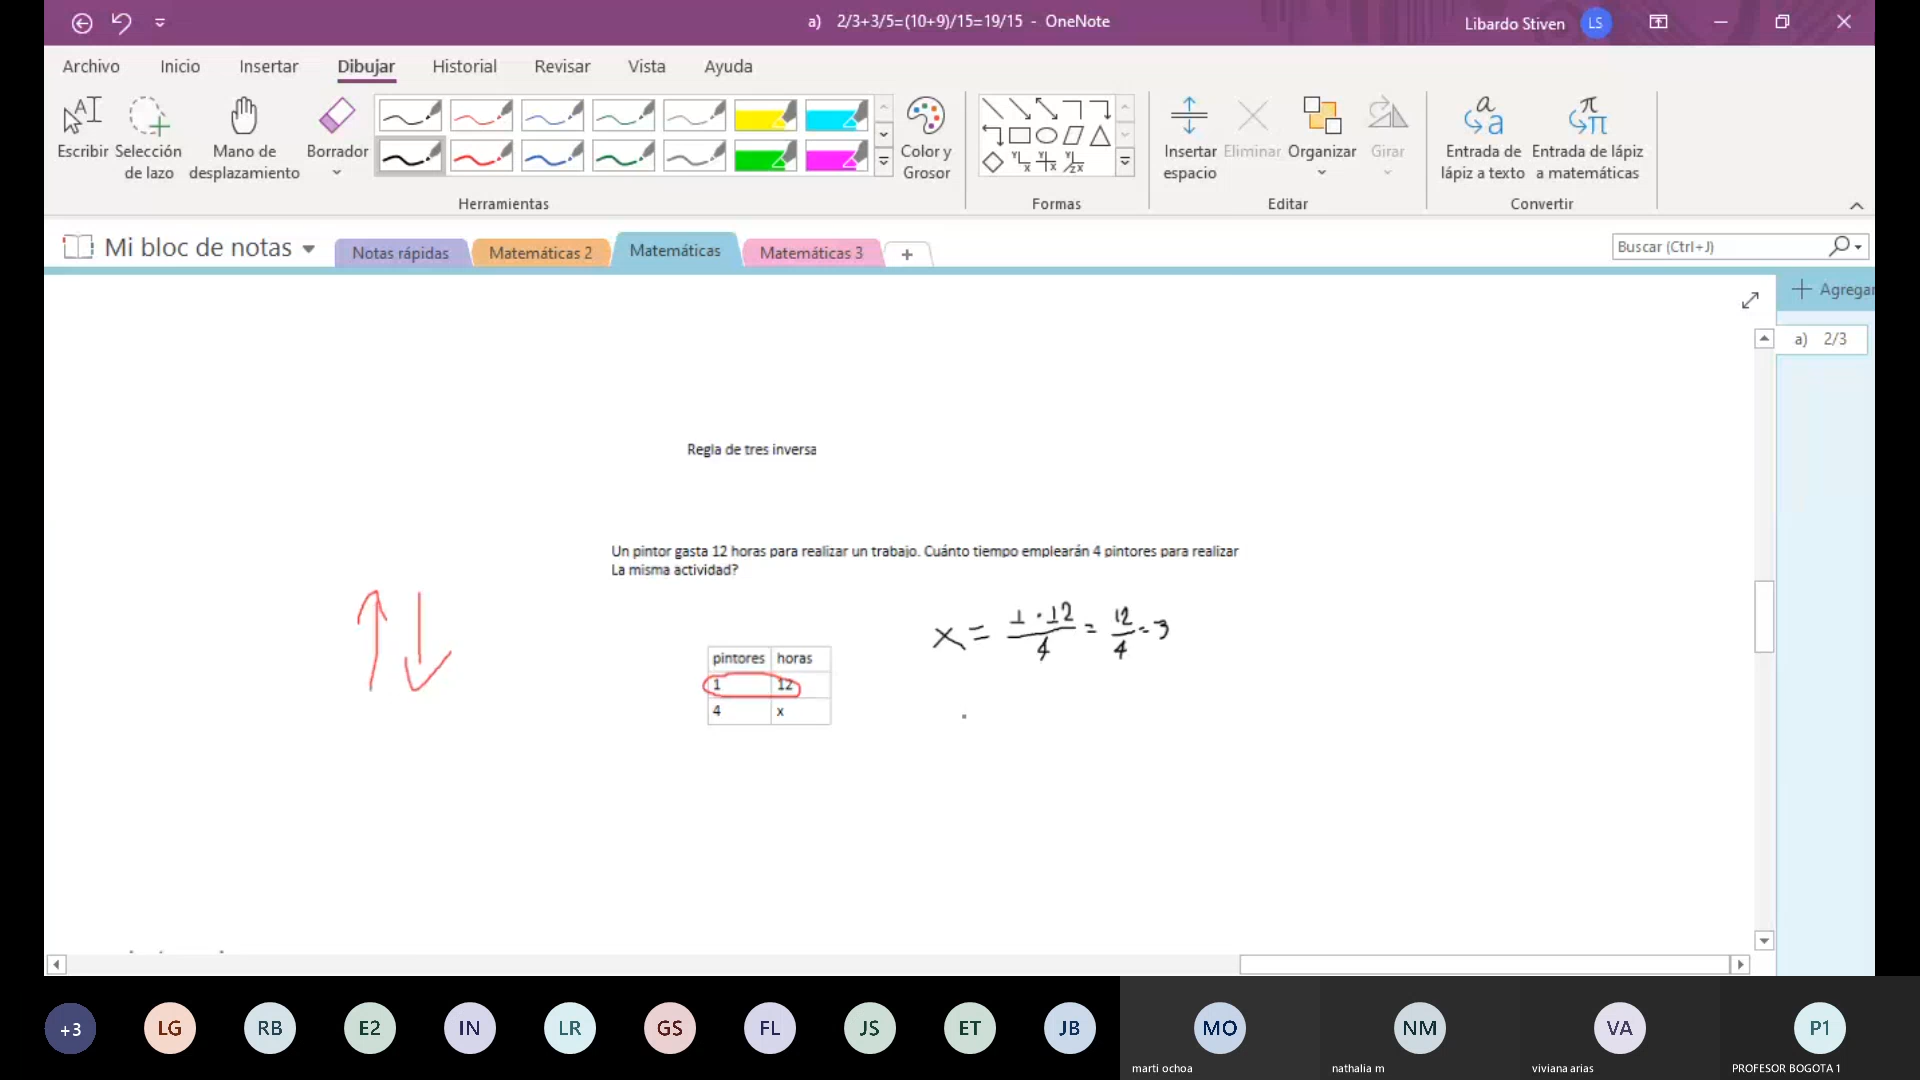 a) 2/3+3/5=(10+9)/15=19/15 - OneNote
Libardo Stiven LS
Archivo Inicio Insertar Dibujar Historial Revisar Vista Ayuda
Escribir
Selección de lazo
Mano de desplazamiento
Borrador
Color y Grosor
Insertar espacio
Eliminar
Organizar
Girar
Entrada de lápiz a texto
Entrada de lápiz a matemáticas
Herramientas Formas Editar Convertir
Mi bloc de notas
Notas rápidas Matemáticas 2 Matemáticas Matemáticas 3 +
Buscar (Ctrl+J)
Agregar
a) 2/3
Regla de tres inversa
Un pintor gasta 12 horas para realizar un trabajo. Cuánto tiempo emplearán 4 pintores para realizar
La misma actividad?
x = 1 · 12 / 4 = 12 / 4 = 3
pintores horas
1 12
4 x
+3 LG RB E2 IN LR GS FL JS ET JB MO NM VA P1
marti ochoa nathalia m viviana arias PROFESOR BOGOTA 1